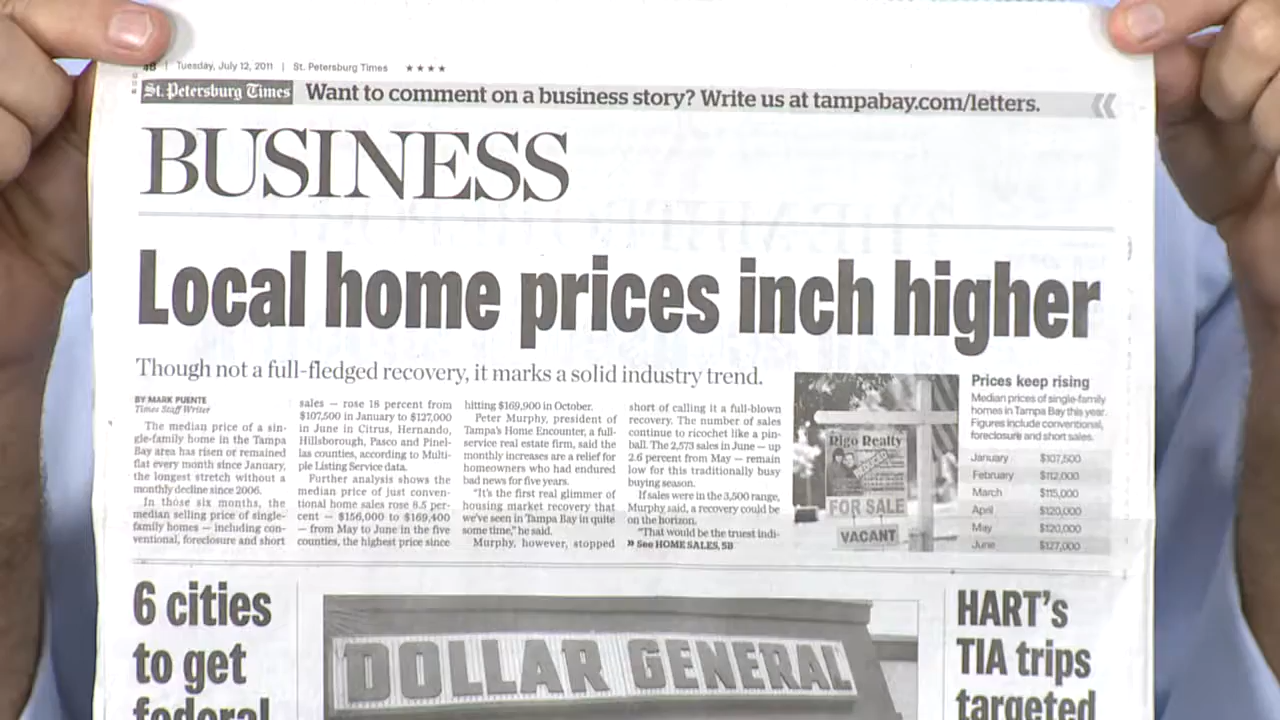 4B | Tuesday, July 12, 2011 | St. Petersburg Times ★★★★
St. Petersburg Times Want to comment on a business story? Write us at tampabay.com/letters.
BUSINESS
Local home prices inch higher
Though not a full-fledged recovery, it marks a solid industry trend.
BY MARK PUENTE
Times Staff Writer
The median price of a sin-
gle-family home in the Tampa
Bay area has risen or remained
flat every month since January,
the longest stretch without a
monthly decline since 2006.
In those six months, the
median selling price of single-
family homes — including con-
ventional, foreclosure and short
sales — rose 18 percent from
$107,500 in January to $127,000
in June in Citrus, Hernando,
Hillsborough, Pasco and Pinel-
las counties, according to Multi-
ple Listing Service data.
Further analysis shows the
median price of just conven-
tional home sales rose 8.5 per-
cent — $156,000 to $169,400
— from May to June in the five
counties, the highest price since
hitting $169,900 in October.
Peter Murphy, president of
Tampa's Home Encounter, a full-
service real estate firm, said the
monthly increases are a relief for
homeowners who had endured
bad news for five years.
"It's the first real glimmer of
housing market recovery that
we've seen in Tampa Bay in quite
some time," he said.
Murphy, however, stopped
short of calling it a full-blown
recovery. The number of sales
continue to ricochet like a pin-
ball. The 2,573 sales in June — up
2.6 percent from May — remain
low for this traditionally busy
buying season.
If sales were in the 3,500 range,
Murphy said, a recovery could be
on the horizon.
"That would be the truest indi-
» See HOME SALES, 5B
Rigo Realty
FOR SALE
VACANT
Prices keep rising
Median prices of single-family
homes in Tampa Bay this year.
Figures include conventional,
foreclosure and short sales.
January $107,500
February $112,000
March $115,000
April $120,000
May $120,000
June $127,000
6 cities
to get
federal
DOLLAR GENERAL
HART's
TIA trips
targeted